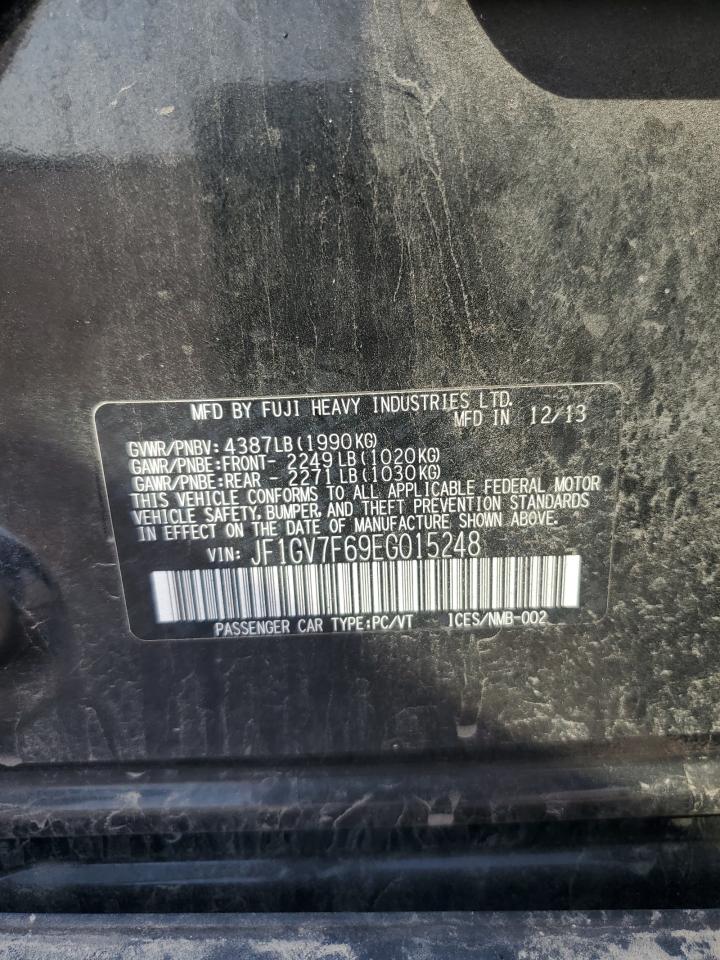 MFD BY FUJI HEAVY INDUSTRIES LTD.
MFD IN 12/13
GVWR/PNBV: 4387LB(1990KG)
GAWR/PNBE:FRONT- 2249LB(1020KG)
GAWR/PNBE:REAR - 2271LB(1030KG)
THIS VEHICLE CONFORMS TO ALL APPLICABLE FEDERAL MOTOR
VEHICLE SAFETY, BUMPER, AND THEFT PREVENTION STANDARDS
IN EFFECT ON THE DATE OF MANUFACTURE SHOWN ABOVE.
VIN: JF1GV7F69EG015248
PASSENGER CAR TYPE:PC/VT ICES/NMB-002